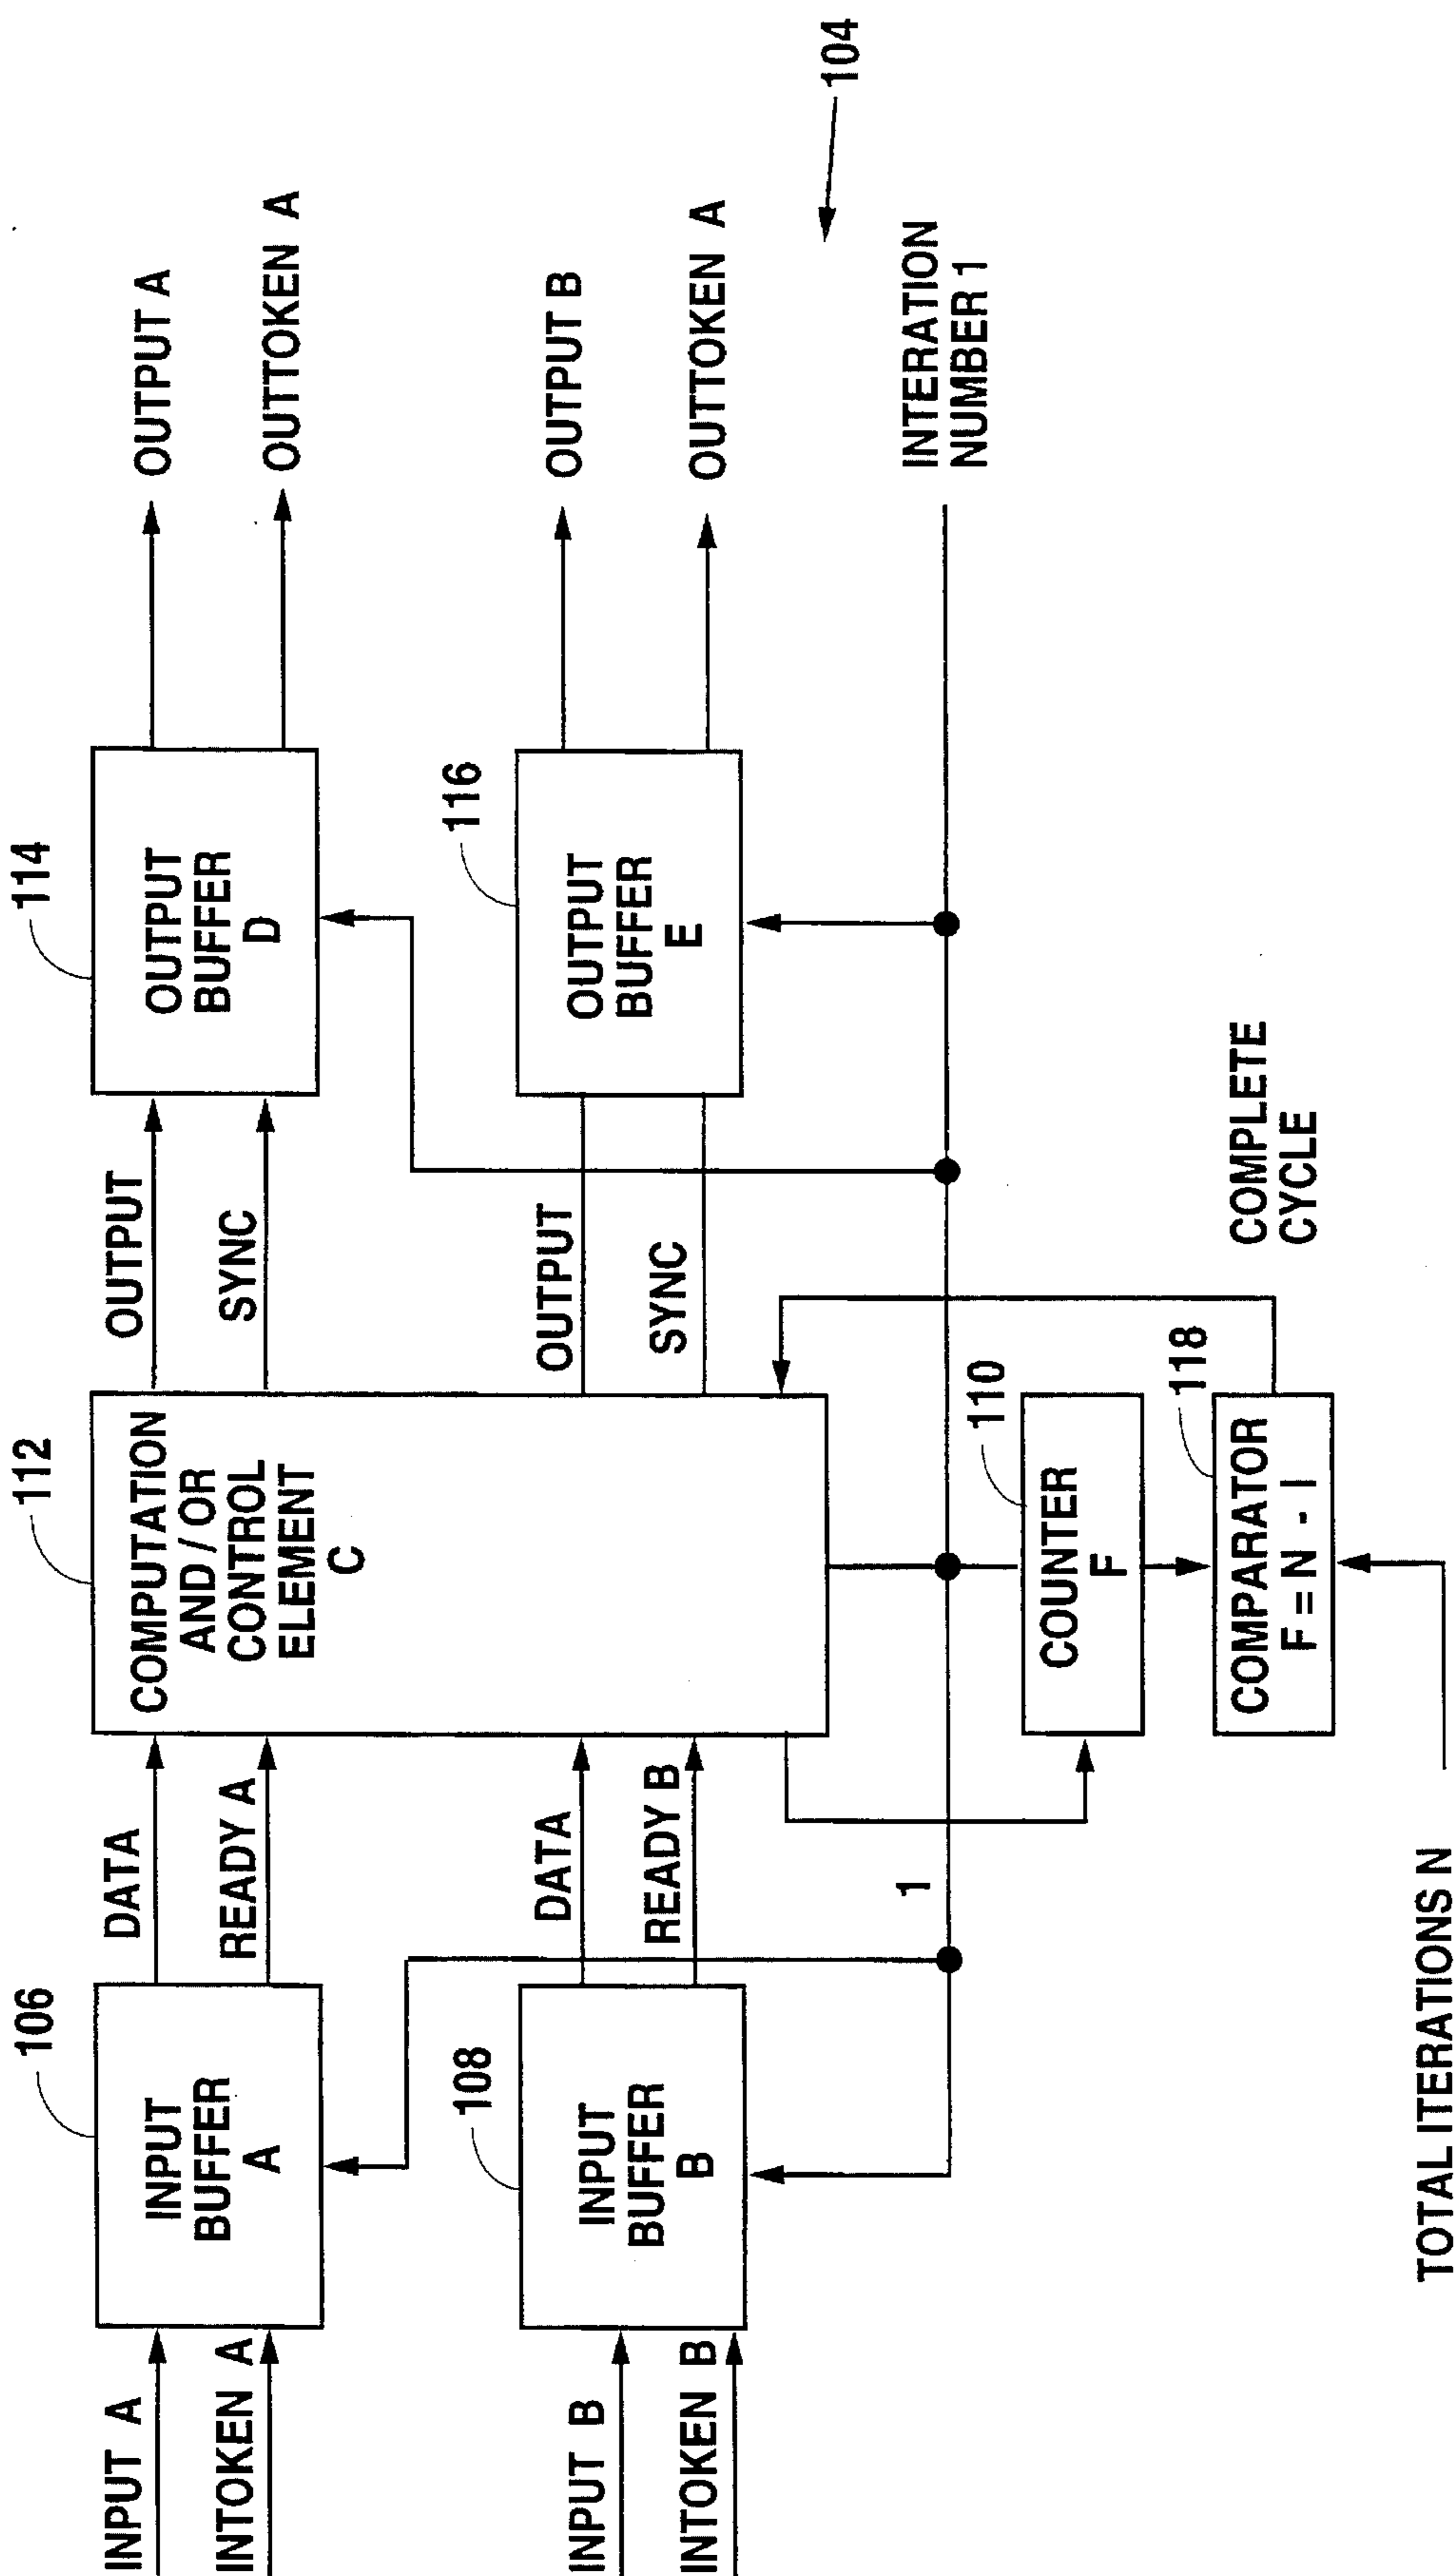 104
114
OUTPUT
BUFFER
D
OUTPUT A
OUTTOKEN A
116
OUTPUT
BUFFER
E
OUTPUT B
OUTTOKEN A
INTERATION
NUMBER 1
112
COMPUTATION
AND / OR
CONTROL
ELEMENT
C
OUTPUT
SYNC
OUTPUT
SYNC
COMPLETE
CYCLE
110
COUNTER
F
118
COMPARATOR
F = N - I
106
INPUT
BUFFER
A
DATA
READY A
108
INPUT
BUFFER
B
DATA
READY B
1
INPUT A
INTOKEN A
INPUT B
INTOKEN B
TOTAL ITERATIONS N